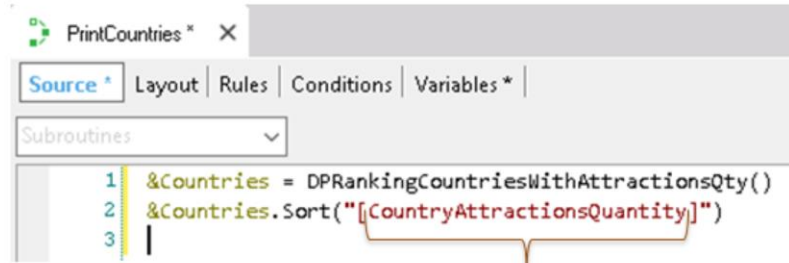 PrintCountries * X
Source * Layout | Rules | Conditions | Variables * |
Subroutines
1 &Countries = DPRankingCountriesWithAttractionsQty()
2 &Countries.Sort("[CountryAttractionsQuantity]")
3